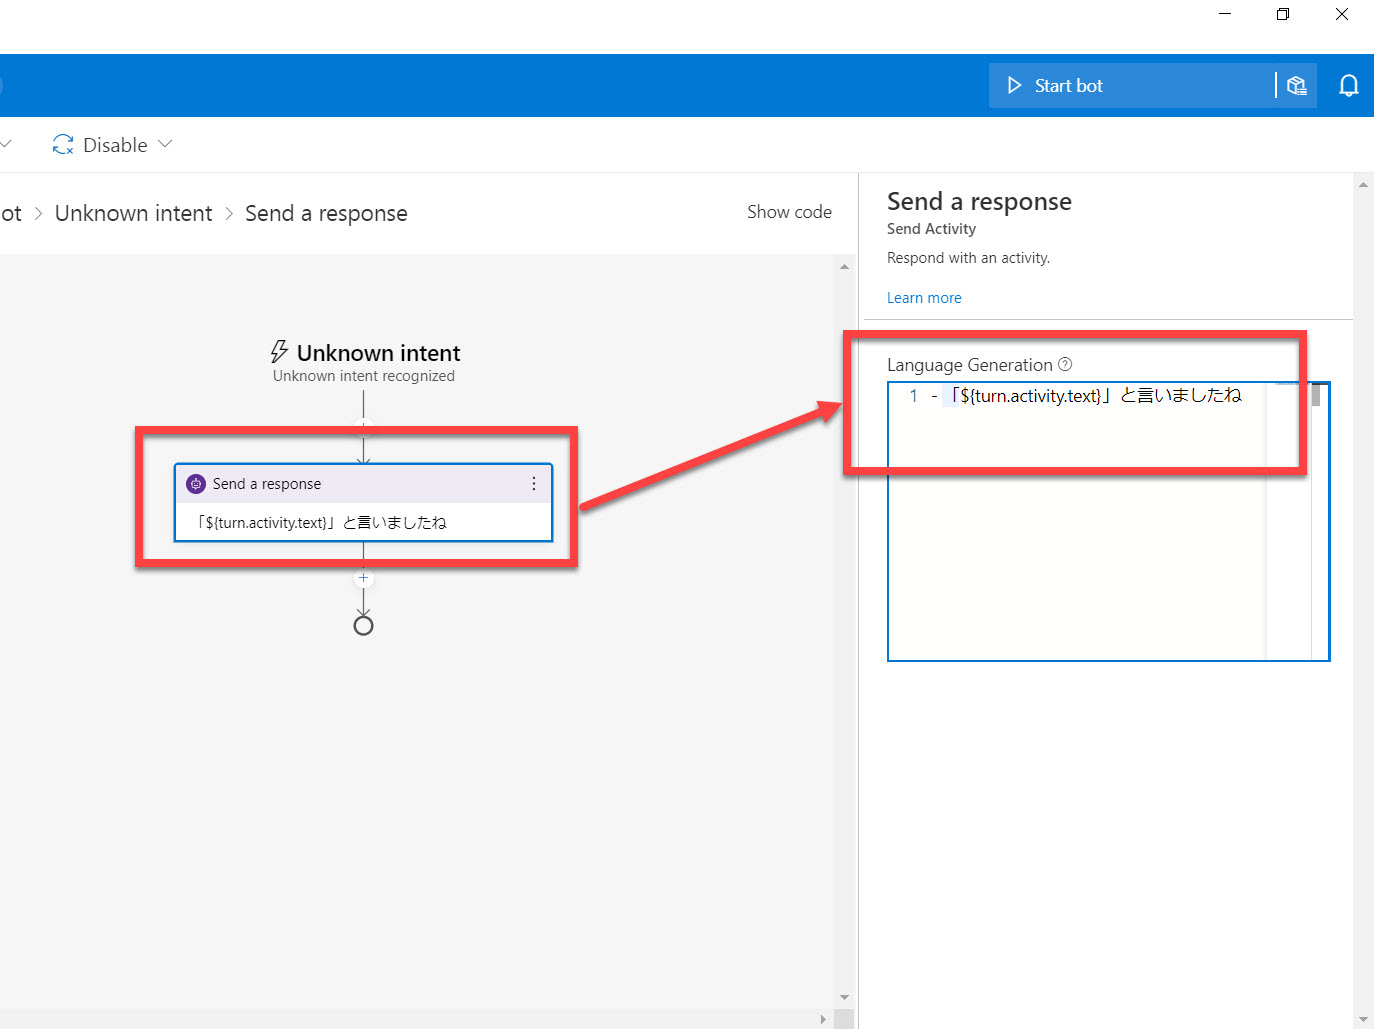 Start bot
Disable
ot > Unknown intent > Send a response
Show code
Unknown intent
Unknown intent recognized
Send a response
「${turn.activity.text}」と言いましたね
Send a response
Send Activity
Respond with an activity.
Learn more
Language Generation
1 - 「${turn.activity.text}」と言いましたね